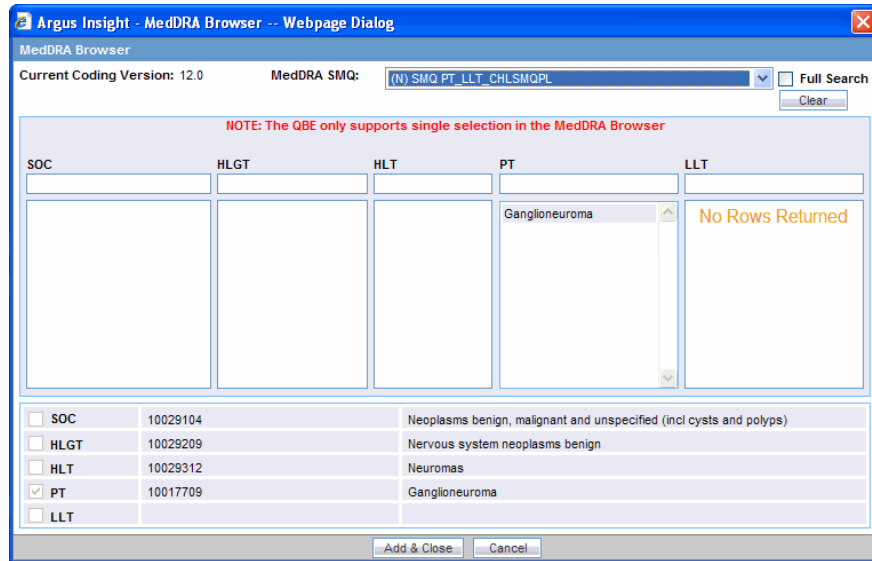 Argus Insight - MedDRA Browser -- Webpage Dialog
MedDRA Browser
Current Coding Version: 12.0 MedDRA SMQ: (N) SMQ PT_LLT_CHLSMQPL Full Search
Clear
NOTE: The QBE only supports single selection in the MedDRA Browser
SOC HLGT HLT PT LLT
Ganglioneuroma No Rows Returned
SOC 10029104 Neoplasms benign, malignant and unspecified (incl cysts and polyps)
HLGT 10029209 Nervous system neoplasms benign
HLT 10029312 Neuromas
PT 10017709 Ganglioneuroma
LLT
Add & Close Cancel